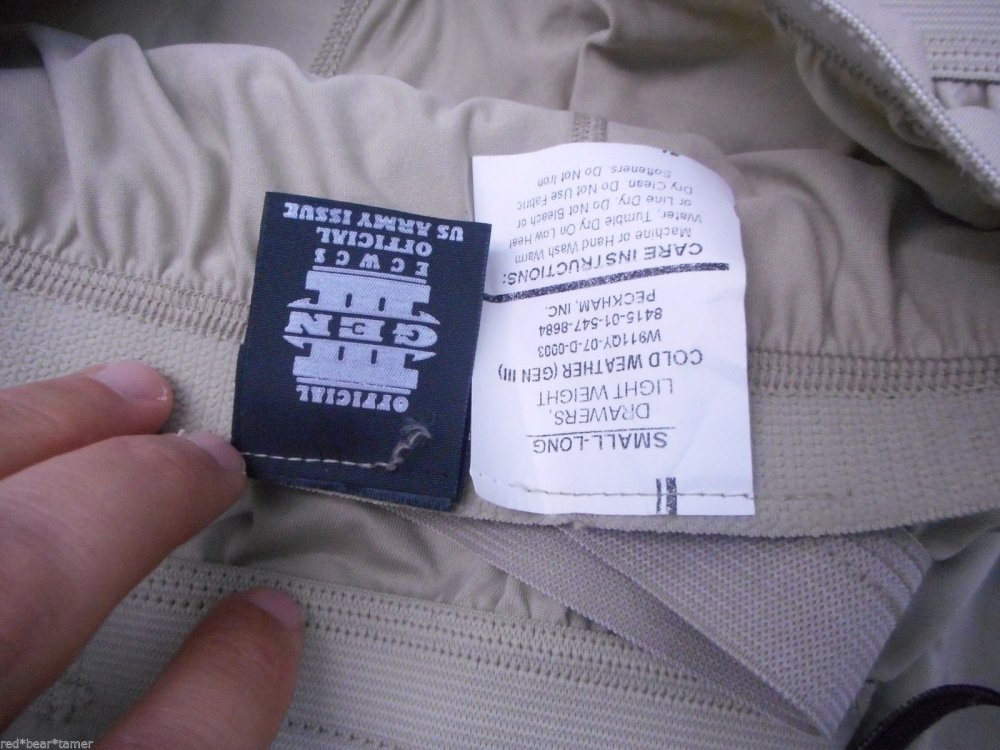 OFFICIAL
III
GEN
III
E C W C S
OFFICIAL
US ARMY ISSUE
SMALL-LONG
DRAWERS,
LIGHT WEIGHT
COLD WEATHER (GEN III)
W911QY-07-D-0003
8415-01-547-8684
PECKHAM, INC.
CARE INSTRUCTIONS:
Machine or Hand Wash Warm
Water, Tumble Dry On Low Heat
or Line Dry. Do Not Bleach or
Dry Clean. Do Not Use Fabric
Softeners. Do Not Iron
red*bear*tamer